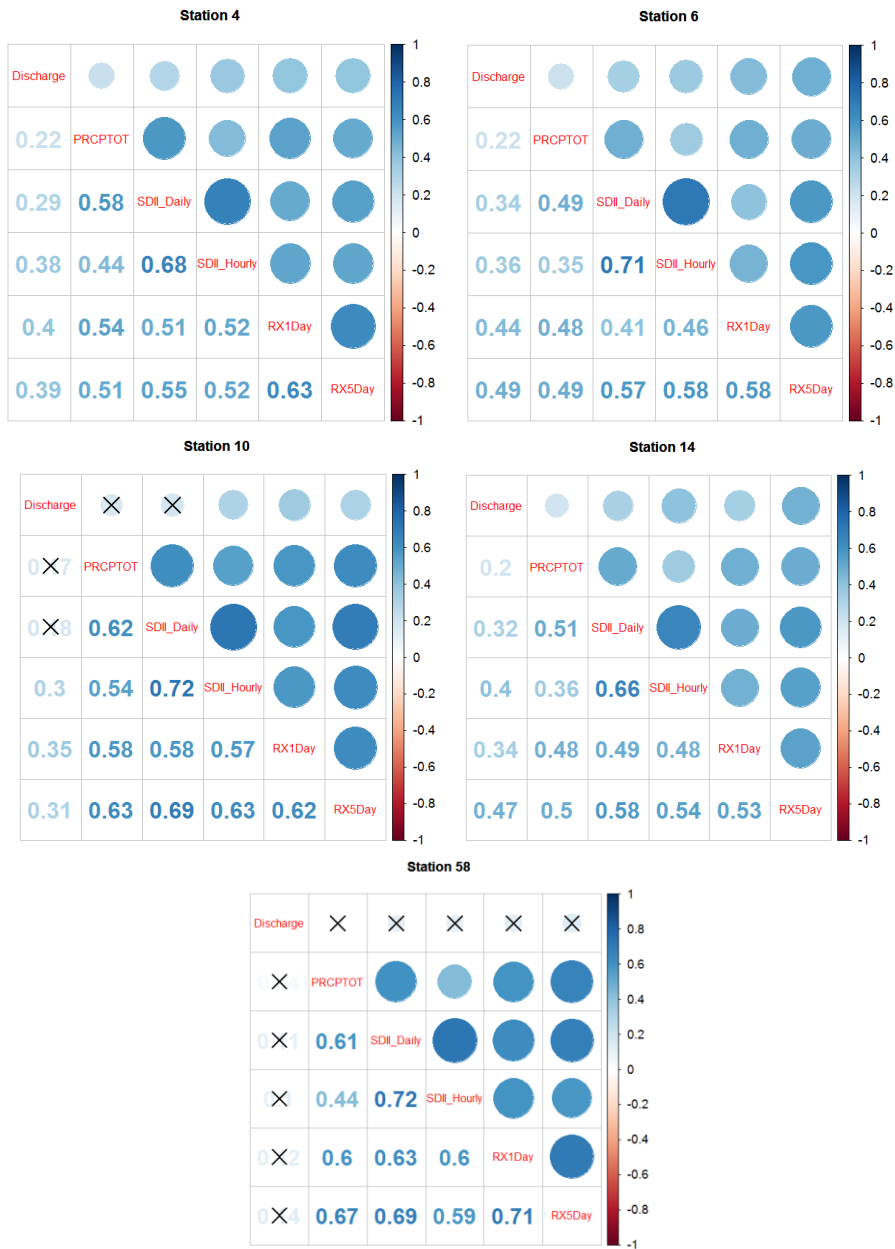 Station 4
Discharge
0.22 PRCPTOT
0.29 0.58 SDII_Daily
0.38 0.44 0.68 SDII_Hourly
0.4 0.54 0.51 0.52 RX1Day
0.39 0.51 0.55 0.52 0.63 RX5Day
1
0.8
0.6
0.4
0.2
0
-0.2
-0.4
-0.6
-0.8
-1
Station 6
Discharge
0.22 PRCPTOT
0.34 0.49 SDII_Daily
0.36 0.35 0.71 SDII_Hourly
0.44 0.48 0.41 0.46 RX1Day
0.49 0.49 0.57 0.58 0.58 RX5Day
1
0.8
0.6
0.4
0.2
0
-0.2
-0.4
-0.6
-0.8
-1
Station 10
Discharge
PRCPTOT
0.62 SDII_Daily
0.3 0.54 0.72 SDII_Hourly
0.35 0.58 0.58 0.57 RX1Day
0.31 0.63 0.69 0.63 0.62 RX5Day
1
0.8
0.6
0.4
0.2
0
-0.2
-0.4
-0.6
-0.8
-1
Station 14
Discharge
0.2 PRCPTOT
0.32 0.51 SDII_Daily
0.4 0.36 0.66 SDII_Hourly
0.34 0.48 0.49 0.48 RX1Day
0.47 0.5 0.58 0.54 0.53 RX5Day
1
0.8
0.6
0.4
0.2
0
-0.2
-0.4
-0.6
-0.8
-1
Station 58
Discharge
PRCPTOT
0.61 SDII_Daily
0.44 0.72 SDII_Hourly
0.6 0.63 0.6 RX1Day
0.67 0.69 0.59 0.71 RX5Day
1
0.8
0.6
0.4
0.2
0
-0.2
-0.4
-0.6
-0.8
-1